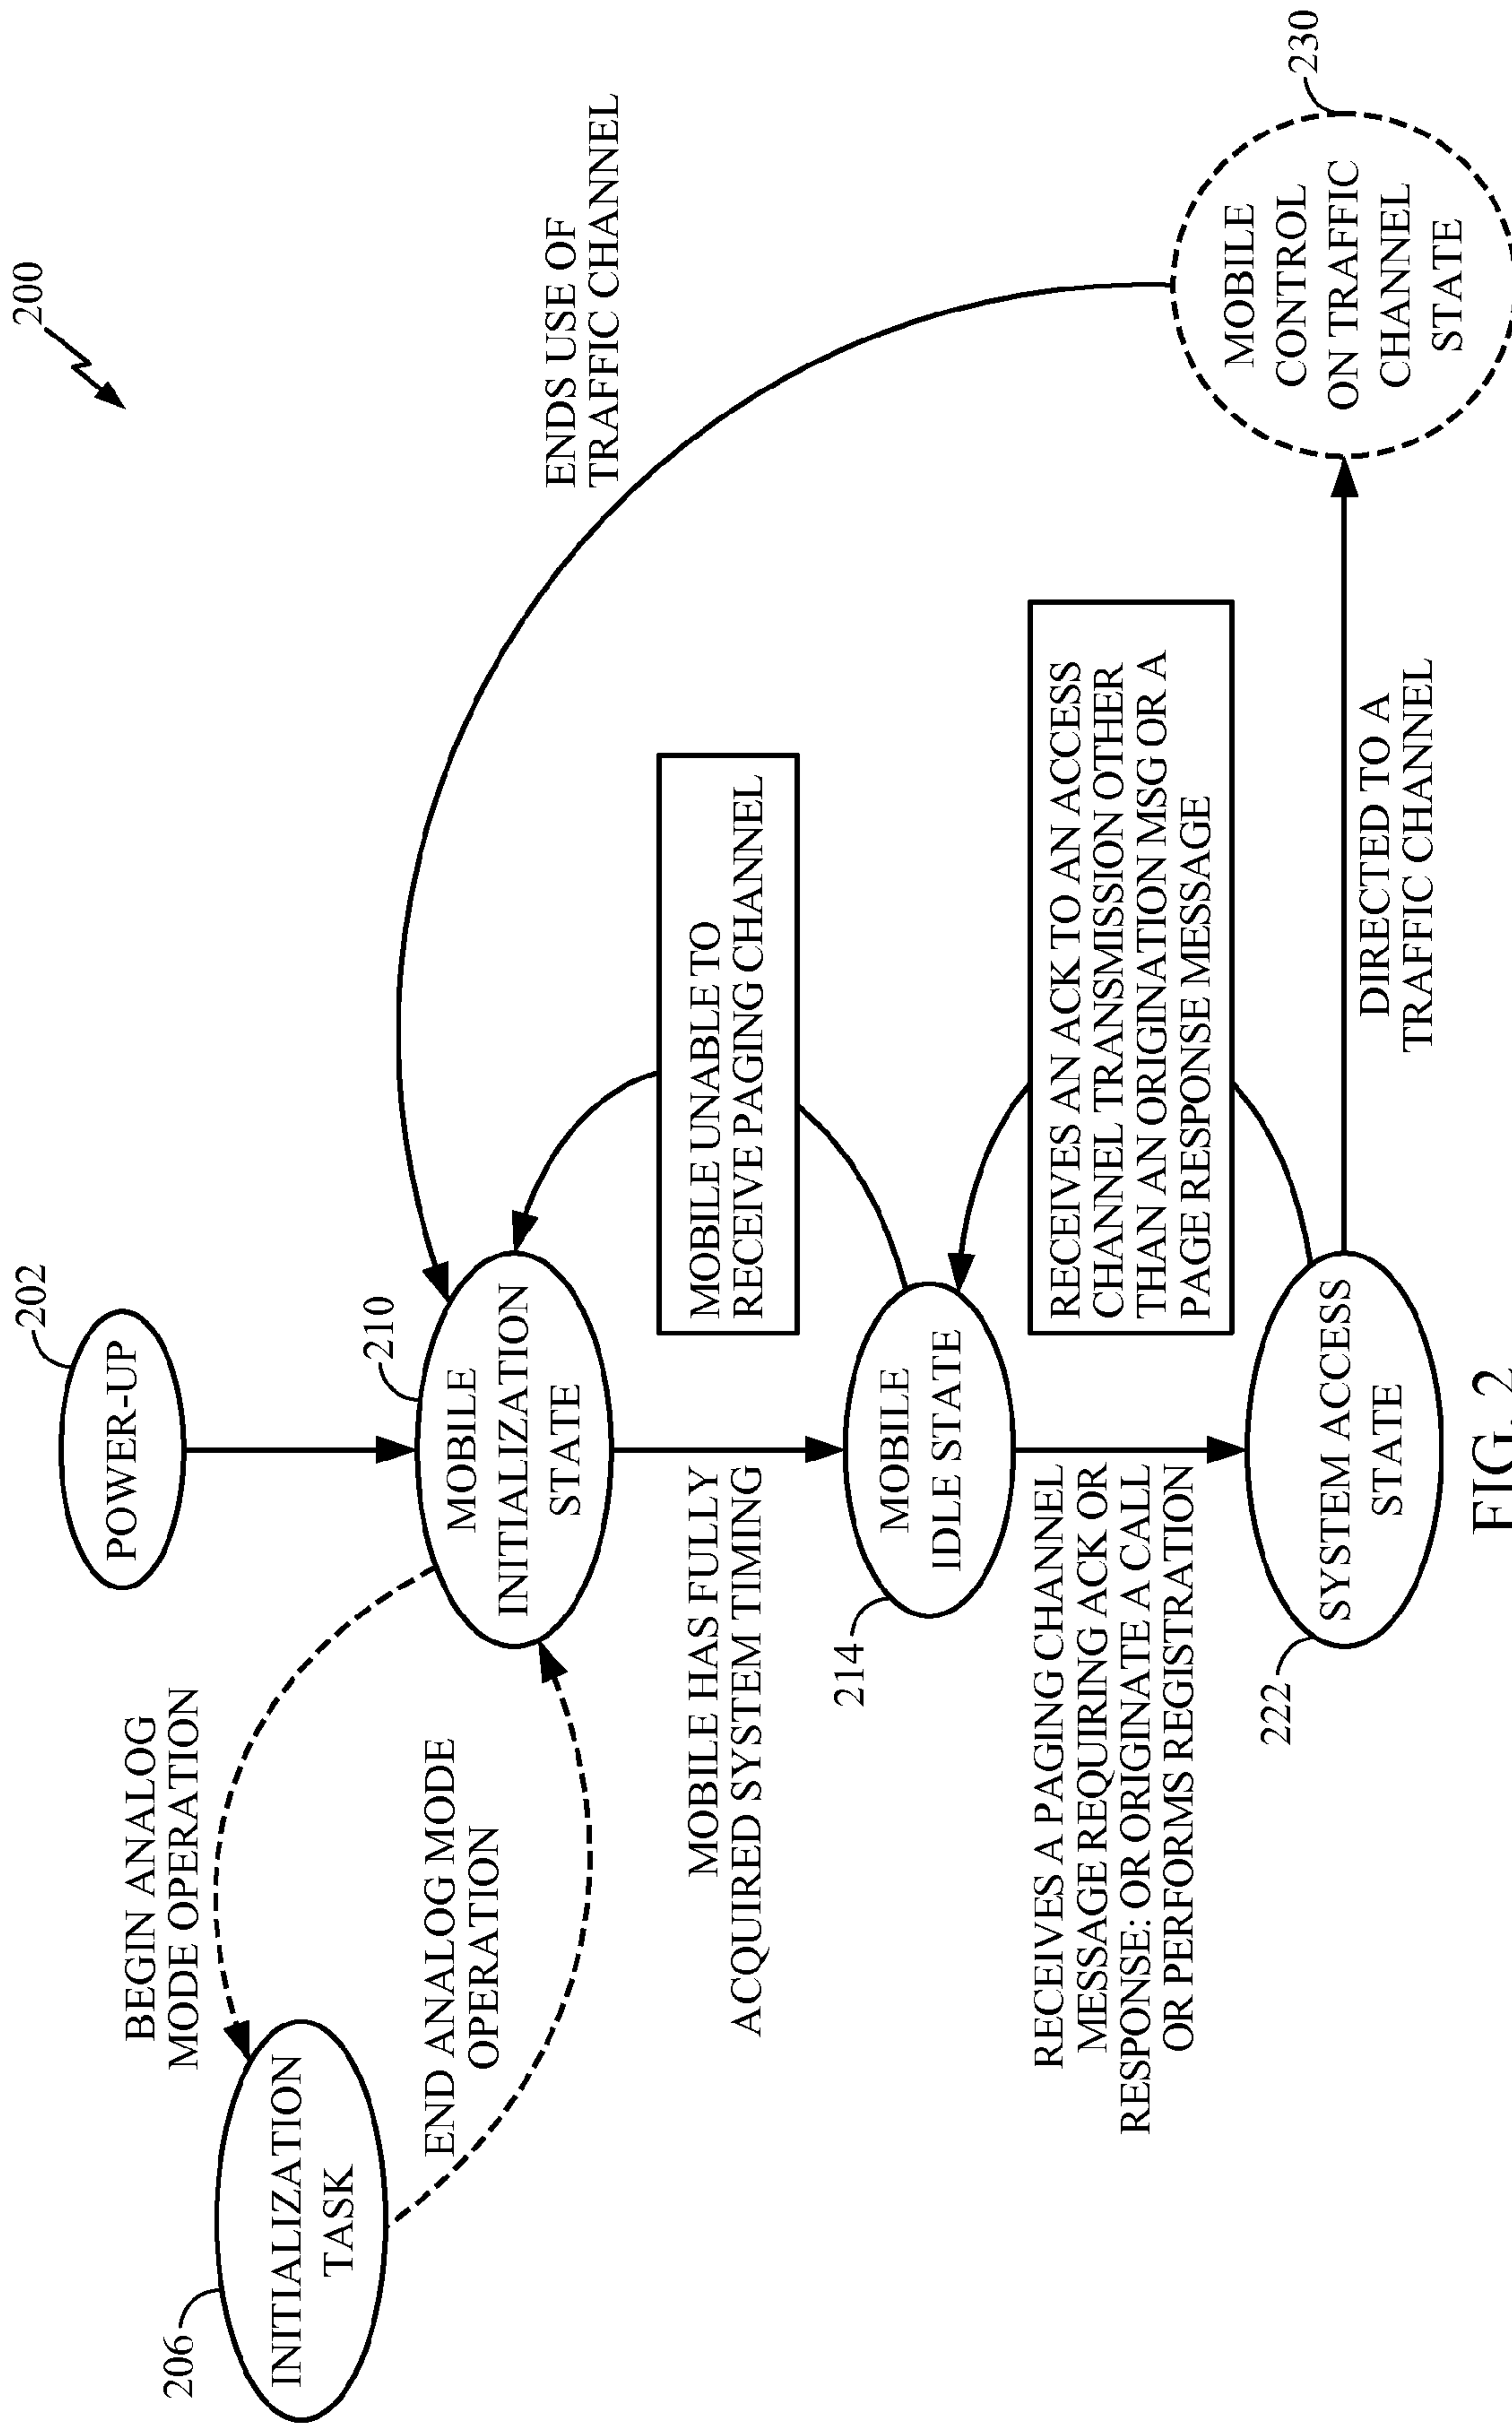 200
202
POWER-UP
BEGIN ANALOG
MODE OPERATION
206
INITIALIZATION
TASK
END ANALOG MODE
OPERATION
210
MOBILE
INITIALIZATION
STATE
ENDS USE OF
TRAFFIC CHANNEL
MOBILE HAS FULLY
ACQUIRED SYSTEM TIMING
MOBILE UNABLE TO
RECEIVE PAGING CHANNEL
214
MOBILE
IDLE STATE
RECEIVES A PAGING CHANNEL
MESSAGE REQUIRING ACK OR
RESPONSE: OR ORIGINATE A CALL
OR PERFORMS REGISTRATION
RECEIVES AN ACK TO AN ACCESS
CHANNEL TRANSMISSION OTHER
THAN AN ORIGINATION MSG OR A
PAGE RESPONSE MESSAGE
222
SYSTEM ACCESS
STATE
DIRECTED TO A
TRAFFIC CHANNEL
230
MOBILE
CONTROL
ON TRAFFIC
CHANNEL
STATE
FIG. 2